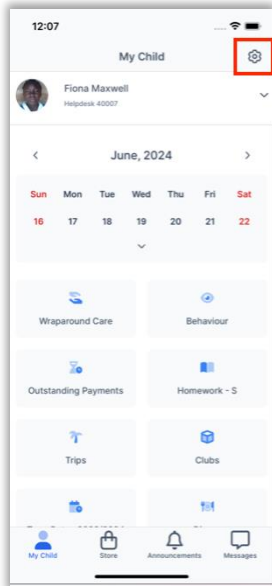 12:07
My Child
Fiona Maxwell
Helpdesk 40007
June, 2024
Sun Mon Tue Wed Thu Fri Sat
16 17 18 19 20 21 22
Wraparound Care Behaviour
Outstanding Payments Homework - S
Trips Clubs
My Child Store Announcements Messages